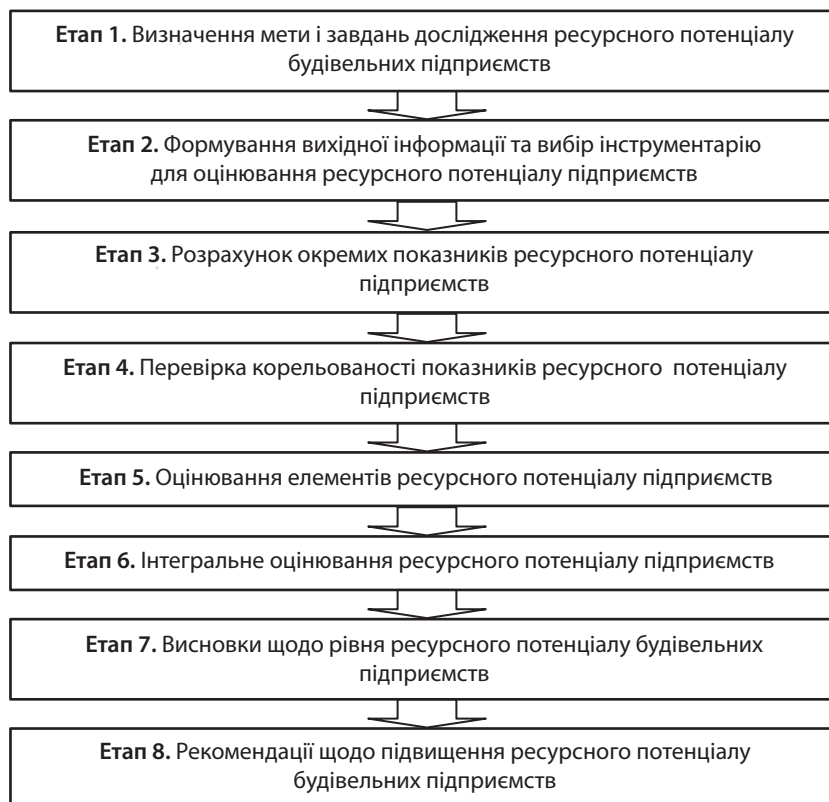 Етап 1. Визначення мети і завдань дослідження ресурсного потенціалу
будівельних підприємств
Етап 2. Формування вихідної інформації та вибір інструментарію
для оцінювання ресурсного потенціалу підприємств
Етап 3. Розрахунок окремих показників ресурсного потенціалу
підприємств
Етап 4. Перевірка корельованості показників ресурсного потенціалу
підприємств
Етап 5. Оцінювання елементів ресурсного потенціалу підприємств
Етап 6. Інтегральне оцінювання ресурсного потенціалу підприємств
Етап 7. Висновки щодо рівня ресурсного потенціалу будівельних
підприємств
Етап 8. Рекомендації щодо підвищення ресурсного потенціалу
будівельних підприємств